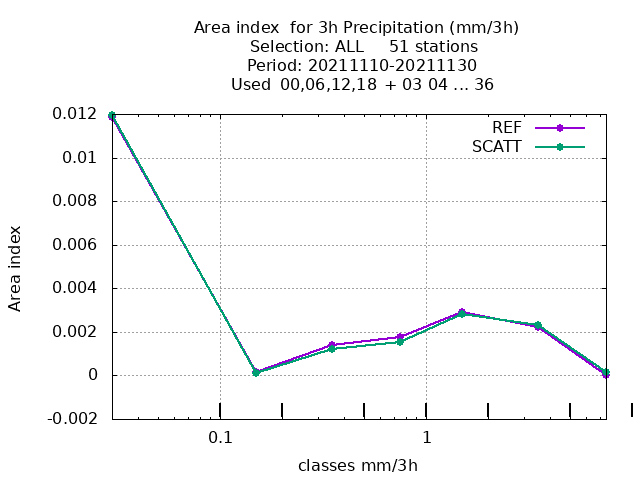 Area index  for 3h Precipitation (mm/3h)
Selection: ALL     51 stations
Period: 20211110-20211130
Used  00,06,12,18  + 03 04 ... 36
REF
SCATT
0.012
0.01
0.008
0.006
0.004
0.002
0
-0.002
Area index
0.1
1
classes mm/3h